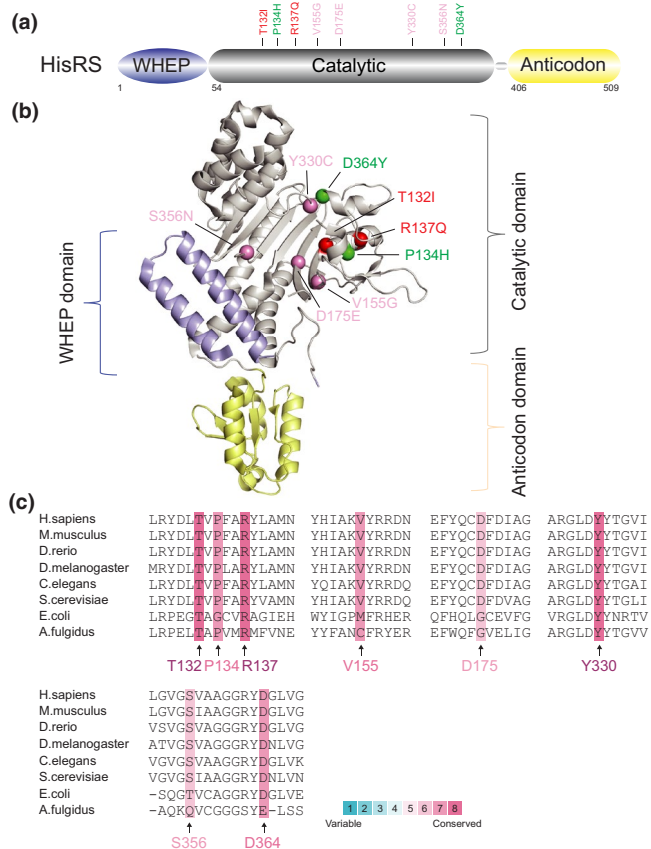 (a)
T132I P134H R137Q V155G D175E Y330C S356N D364Y
HisRS WHEP Catalytic Anticodon
1 54 406 509
(b)
Y330C D364Y
T132I
S356N
R137Q
P134H
V155G
D175E
WHEP domain
Catalytic domain
Anticodon domain
(c)
H.sapiens LRYDLTVPFARYLAMN YHIAKVYRRDN EFYQCDFDIAG ARGLDYYTGVI
M.musculus LRYDLTVPFARYLAMN YHIAKVYRRDN EFYQCDFDIAG ARGLDYYTGVI
D.rerio LRYDLTVPFARYLAMN YHIAKVYRRDN EFYQCDFDIAG ARGLDYYTGVI
D.melanogaster MRYDLTVPLARYLAMN YHIAKVYRRDN EFYQCDFDIAG ARGLDYYTGVI
C.elegans LRYDLTVPFARYLAMN YQIAKVYRRDQ EFYQCDFDIAG ARGLDYYTGAI
S.cerevisiae LRYDLTVPFARYVAMN YHIAKVYRRDQ EFYQCDFDVAG ARGLDYYTGLI
E.coli LRPEGTAGCVRAGIEH WYIGPMFRHER QFHQLGCEVFG VRGLDYYNRTV
A.fulgidus LRPELTAPVMRMFVNE YYFANCFRYER EFWQFGVELIG ARGLDYYTGVV
T132 P134 R137 V155 D175 Y330
H.sapiens LGVGSVAAGGRYDGLVG
M.musculus LGVGSIAAGGRYDGLVG
D.rerio VSVGSVAAGGRYDGLVG
D.melanogaster ATVGSVAAGGRYDNLVG
C.elegans VGVGSVAAGGRYDGLVK
S.cerevisiae VGVGSIAAGGRYDNLVN
E.coli -SQGTVCAGGRYDGLVE
A.fulgidus -AQKQVCGGGSYE-LSS
S356 D364
1 2 3 4 5 6 7 8
Variable Conserved